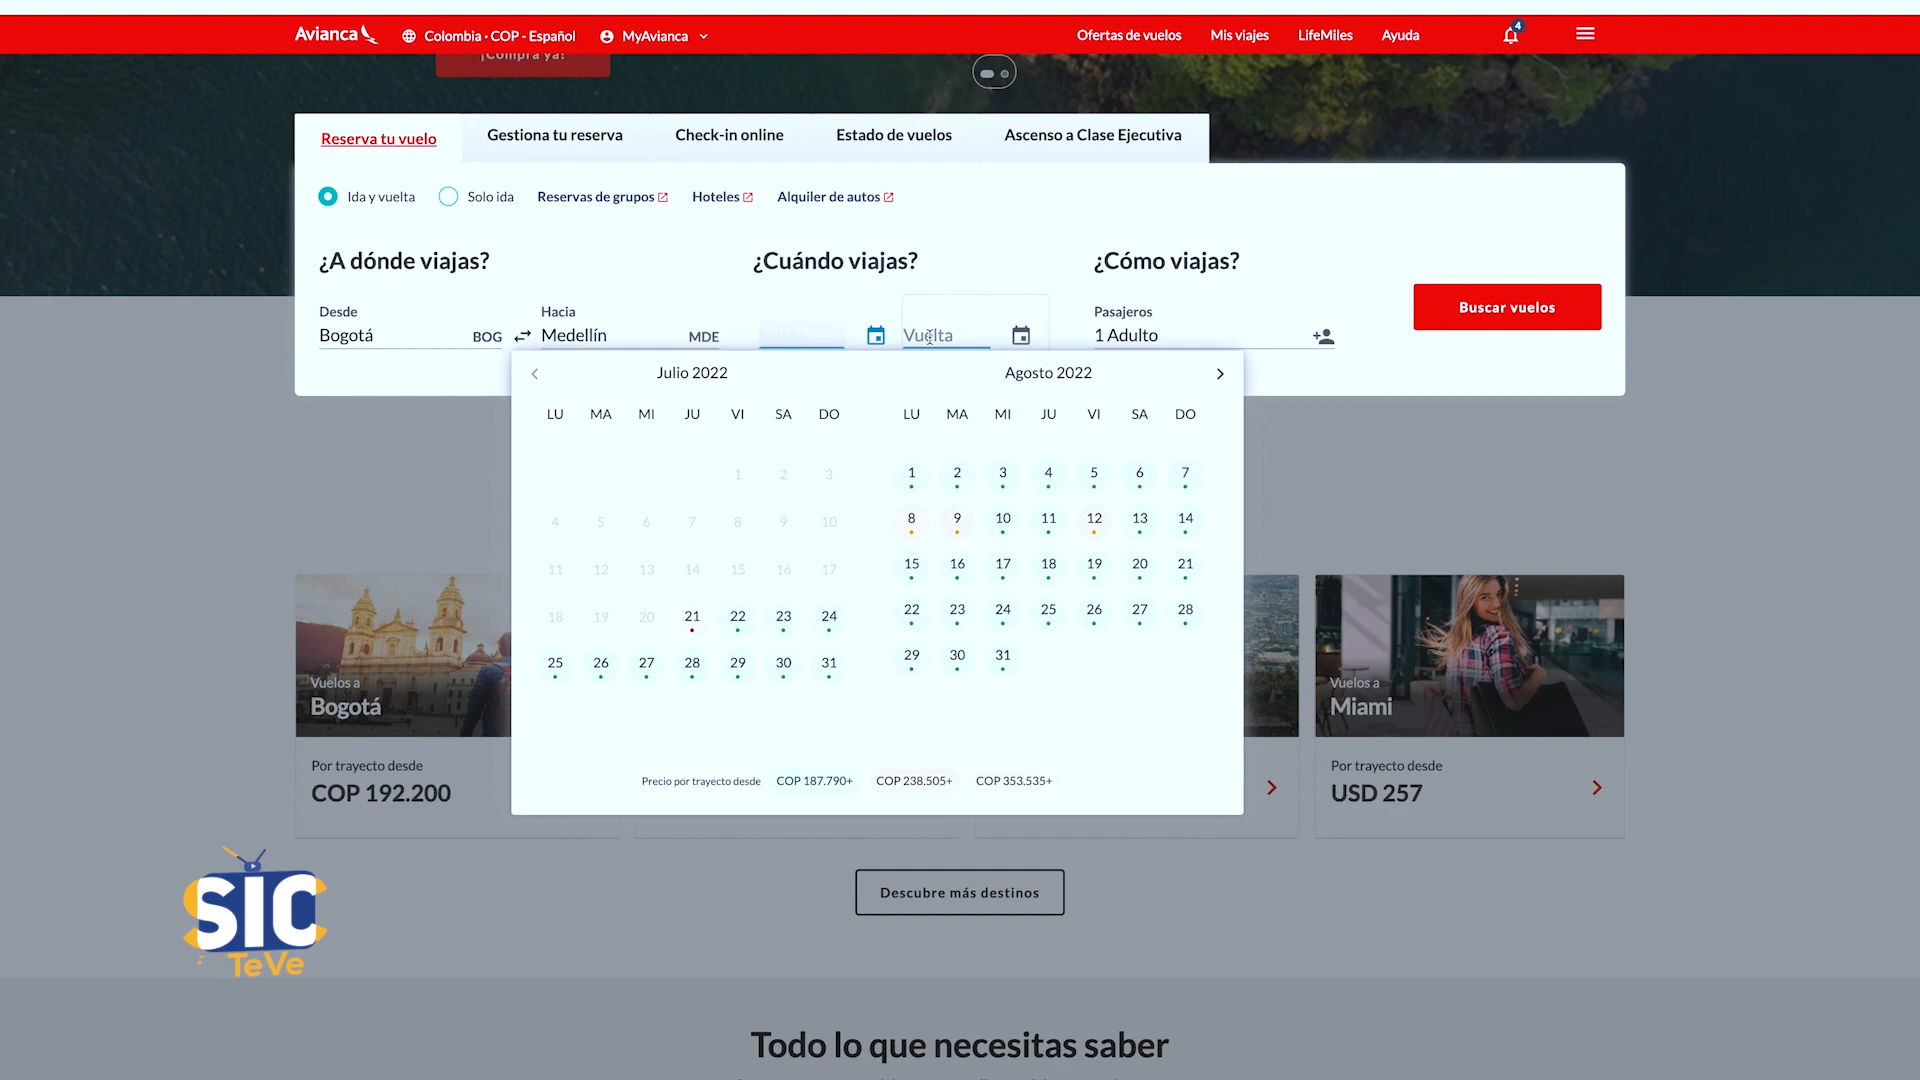 Avianca
Colombia · COP - Español
MyAvianca
Ofertas de vuelos
Mis viajes
LifeMiles
Ayuda
4
¡Compra ya!
Reserva tu vuelo
Gestiona tu reserva
Check-in online
Estado de vuelos
Ascenso a Clase Ejecutiva
Ida y vuelta
Solo ida
Reservas de grupos
Hoteles
Alquiler de autos
¿A dónde viajas?
¿Cuándo viajas?
¿Cómo viajas?
Desde
Bogotá
BOG
Hacia
Medellín
MDE
Vuelta
Pasajeros
1 Adulto
Buscar vuelos
Julio 2022
LU MA MI JU VI SA DO
1 2 3
4 5 6 7 8 9 10
11 12 13 14 15 16 17
18 19 20 21 22 23 24
25 26 27 28 29 30 31
Agosto 2022
LU MA MI JU VI SA DO
1 2 3 4 5 6 7
8 9 10 11 12 13 14
15 16 17 18 19 20 21
22 23 24 25 26 27 28
29 30 31
Precio por trayecto desde COP 187.790+ COP 238.505+ COP 353.535+
Vuelos a
Bogotá
Por trayecto desde
COP 192.200
Vuelos a
Miami
Por trayecto desde
USD 257
Descubre más destinos
SIC
TeVe
Todo lo que necesitas saber